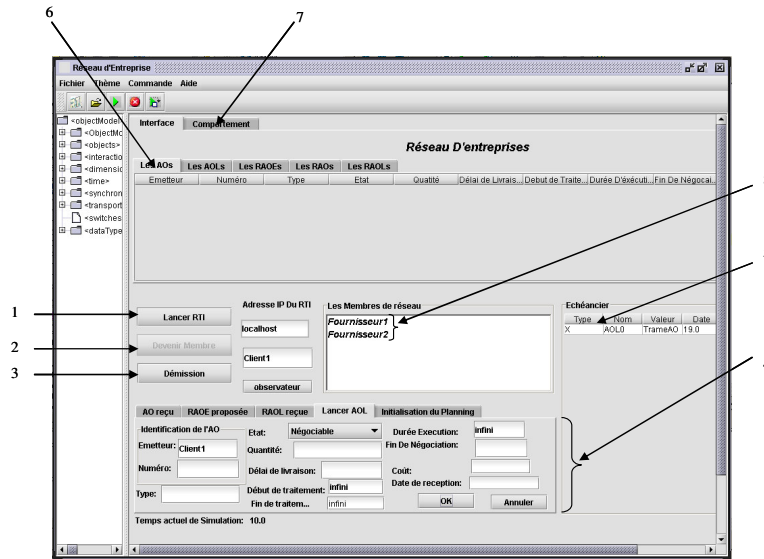 6
7
Réseau d'Entreprise
Fichier Thème Commande Aide
<objectModel
<ObjectMo
<objects>
<interactio
<dimensio
<time>
<synchron
<transport
<switches
<dataType
Interface Comportement
Réseau D'entreprises
Les AOs Les AOLs Les RAOEs Les RAOs Les RAOLs
Emetteur Numéro Type Etat Quatité Délai de Livrais... Debut de Traite... Durée D'éxécuti... Fin De Négocai...
1
Lancer RTI
2
Devenir Membre
3
Démission
Adresse IP Du RTI
localhost
Client1
observateur
Les Membres de réseau
Fournisseur1
Fournisseur2
Echéancier
Type Nom Valeur Date
X AOL0 TrameAO 19.0
AO reçu RAOE proposée RAOL reçue Lancer AOL Initialisation du Planning
Identification de l'AO
Emetteur: Client1
Numéro:
Type:
Etat: Négociable
Quantité:
Délai de livraison:
Début de traitement: infini
Fin de traitem... infini
Durée Execution: infini
Fin De Négociation:
Coût:
Date de reception:
OK Annuler
Temps actuel de Simulation: 10.0